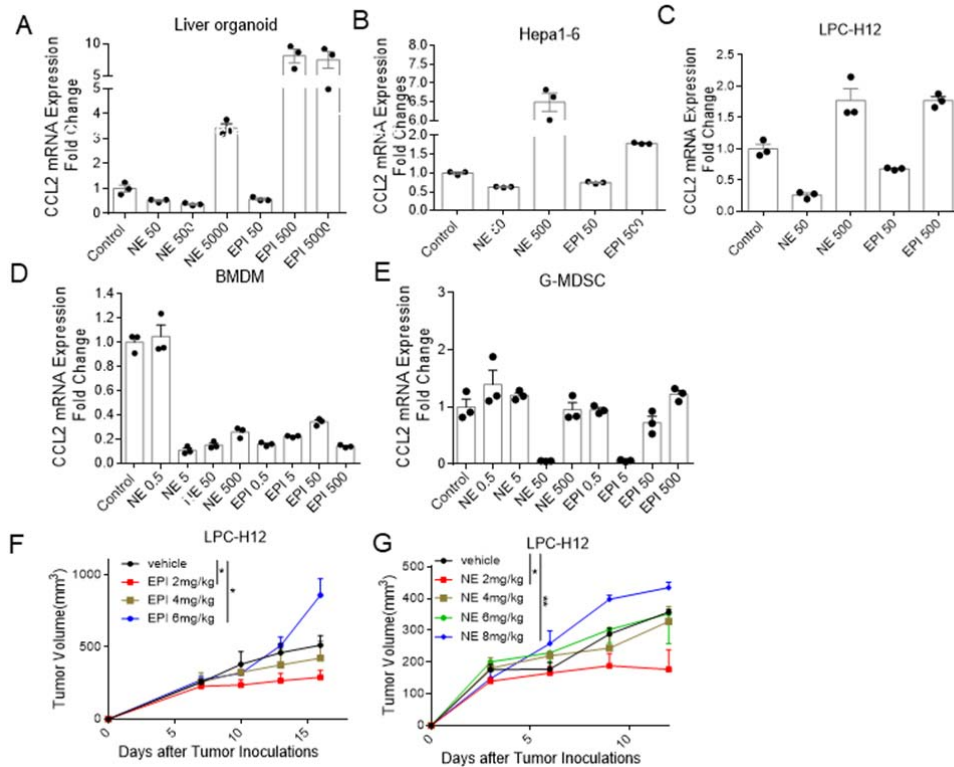 A
Liver organoid
CCL2 mRNA Expression
Fold Change
10
5
5
4
3
2
1
0
Control
NE 50
NE 5000
EPI 50
EPI 500
EPI 5000
B
Hepa1-6
CCL2 mRNA Expression
Fold Changes
8.0
7.5
7.0
6.5
6.0
2.0
1.5
1.0
0.5
0.0
Control
NE 500
EPI 50
EPI 500
C
LPC-H12
CCL2 mRNA Expression
Fold Change
2.5
2.0
1.5
1.0
0.5
0.0
Control
NE 50
NE 500
EPI 50
EPI 500
D
BMDM
CCL2 mRNA Expression
Fold Change
1.4
1.2
1.0
0.8
0.6
0.4
0.2
0.0
Control
NE 0.5
NE 5
NE 500
EPI 0.5
EPI 5
EPI 50
EPI 500
E
G-MDSC
CCL2 mRNA Expression
Fold Change
3
2
1
0
Control
NE 0.5
NE 5
NE 50
NE 500
EPI 0.5
EPI 5
EPI 50
EPI 500
F
LPC-H12
vehicle
EPI 2mg/kg
EPI 4mg/kg
EPI 6mg/kg
*
*
Tumor Volume(mm³)
1000
500
0
0
5
10
15
Days after Tumor Inoculations
G
LPC-H12
vehicle
NE 2mg/kg
NE 4mg/kg
NE 6mg/kg
NE 8mg/kg
*
**
Tumor Volume(mm³)
500
400
300
200
100
0
0
5
10
Days after Tumor Inoculations